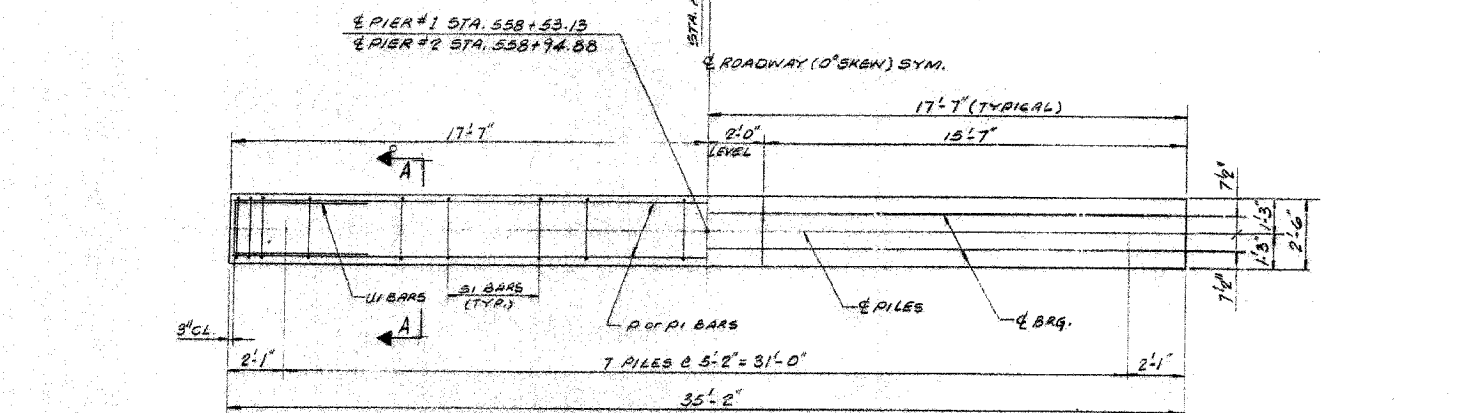 ℄ PIER #1 STA. 558+53.13
℄ PIER #2 STA. 558+94.88
STA.
℄ ROADWAY (0° SKEW) SYM.
17'-7" (TYPICAL)
17'-7"
2'-0"
LEVEL
15'-7"
A
7½"
1'-3"
1'-3"
2'-6"
7½"
U1 BARS
S1 BARS
(TYP.)
P or P1 BARS
℄ PILES
℄ BRG.
A
3" CL.
2'-1"
7 PILES @ 5'-2" = 31'-0"
2'-1"
35'-2"